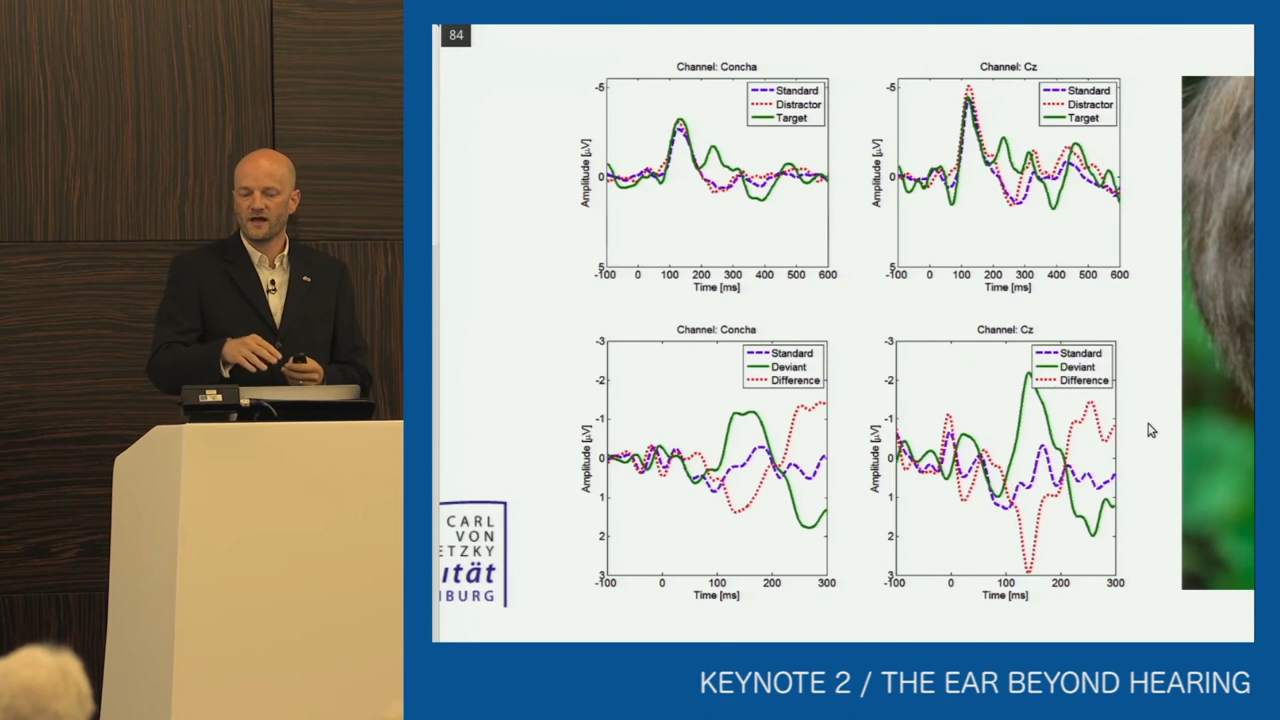 84
Channel: Concha
Standard
Distractor
Target
Amplitude [µV]
-5
0
5
-100 0 100 200 300 400 500 600
Time [ms]
Channel: Cz
Standard
Distractor
Target
Amplitude [µV]
-5
0
5
-100 0 100 200 300 400 500 600
Time [ms]
Channel: Concha
Standard
Deviant
Difference
Amplitude [µV]
-3
-2
-1
0
1
2
3
-100 0 100 200 300
Time [ms]
Channel: Cz
Standard
Deviant
Difference
Amplitude [µV]
-3
-2
-1
0
1
2
3
-100 0 100 200 300
Time [ms]
CARL
VON
ETZKY
ität
BURG
KEYNOTE 2 / THE EAR BEYOND HEARING